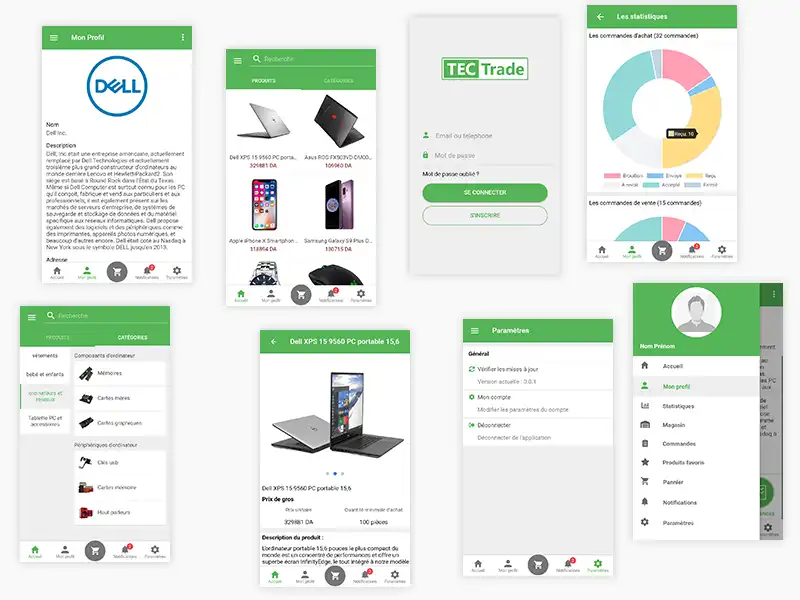 Mon Profil
DELL
Nom
Dell Inc.
Description
Dell, Inc était une entreprise américaine, actuellement
remplacé par Dell Technologies et actuellement
troisième plus grand constructeur d'ordinateurs au
monde derrière Lenovo et Hewlett-Packard2. Son
siège est basé à Round Rock dans l'État du Texas.
Même si Dell Computer est surtout connu pour les PC
qu'il conçoit, fabrique et vend aux particuliers et aux
professionnels, il est également présent sur les
marchés de serveurs d'entreprise, de systèmes de
sauvegarde et stockage de données et du matériel
spécifique aux réseaux informatiques. Dell propose
également des logiciels et des périphériques comme
des imprimantes, appareils photos numériques, et
beaucoup d'autres encore. Dell était coté au Nasdaq à
New York sous le symbole DELL jusqu'en 2013.
Adresse
Accueil
Mon profil
2
Notifications
Paramètres
Recherche
PRODUITS
CATÉGORIES
Dell XPS 15 9560 PC porta...
329881 DA
Asus ROG FX503VD-DM00...
109960 DA
Apple iPhone X Smartphon...
Samsung Galaxy S9 Plus D...
100715 DA
Accueil
Mon profil
2
Notifications
Paramètres
TEC Trade
Email ou telephone
Mot de passe
Mot de passe oublié ?
SE CONNECTER
S'INSCRIRE
Les statistiques
Les commandes d'achat (32 commandes)
Reçu: 10
Brouillon
Envoyé
Reçu
À revoir
Accepté
Fermé
Les commandes de vente (15 commandes)
Accueil
Mon profil
2
Notifications
Paramètres
Recherche
PRODUITS
CATÉGORIES
vêtements
bébé et enfants
ordinateurs et
réseaux
Tablette PC et
accessoires
Composants d'ordinateur
Mémoires
Cartes mères
Cartes graphiques
Périphériques d'ordinateur
Clés usb
Cartes mémoire
Haut parleurs
Accueil
Mon profil
2
Notifications
Paramètres
Dell XPS 15 9560 PC portable 15,6
Dell XPS 15 9560 PC portable 15,6
Prix de gros
Prix unitaire
Quantité minimale d'achat
329881 DA
100 pièces
Description du produit :
L'ordinateur portable 15,6 pouces le plus compact du
monde est un concentré de performances et offre un
superbe écran InfinityEdge, le tout intégré à notre modèle
Accueil
Mon profil
2
Notifications
Paramètres
Paramètres
Général
Vérifier les mises à jour
Version actuelle : 3.0.1
Mon compte
Modifier les paramètres du compte
Déconnecter
Déconnecter de l'application
Accueil
Mon profil
2
Notifications
Paramètres
Nom Prénom
Accueil
Mon profil
Statistiques
Magasin
Commandes
Produits favoris
Pannier
Notifications
Paramètres